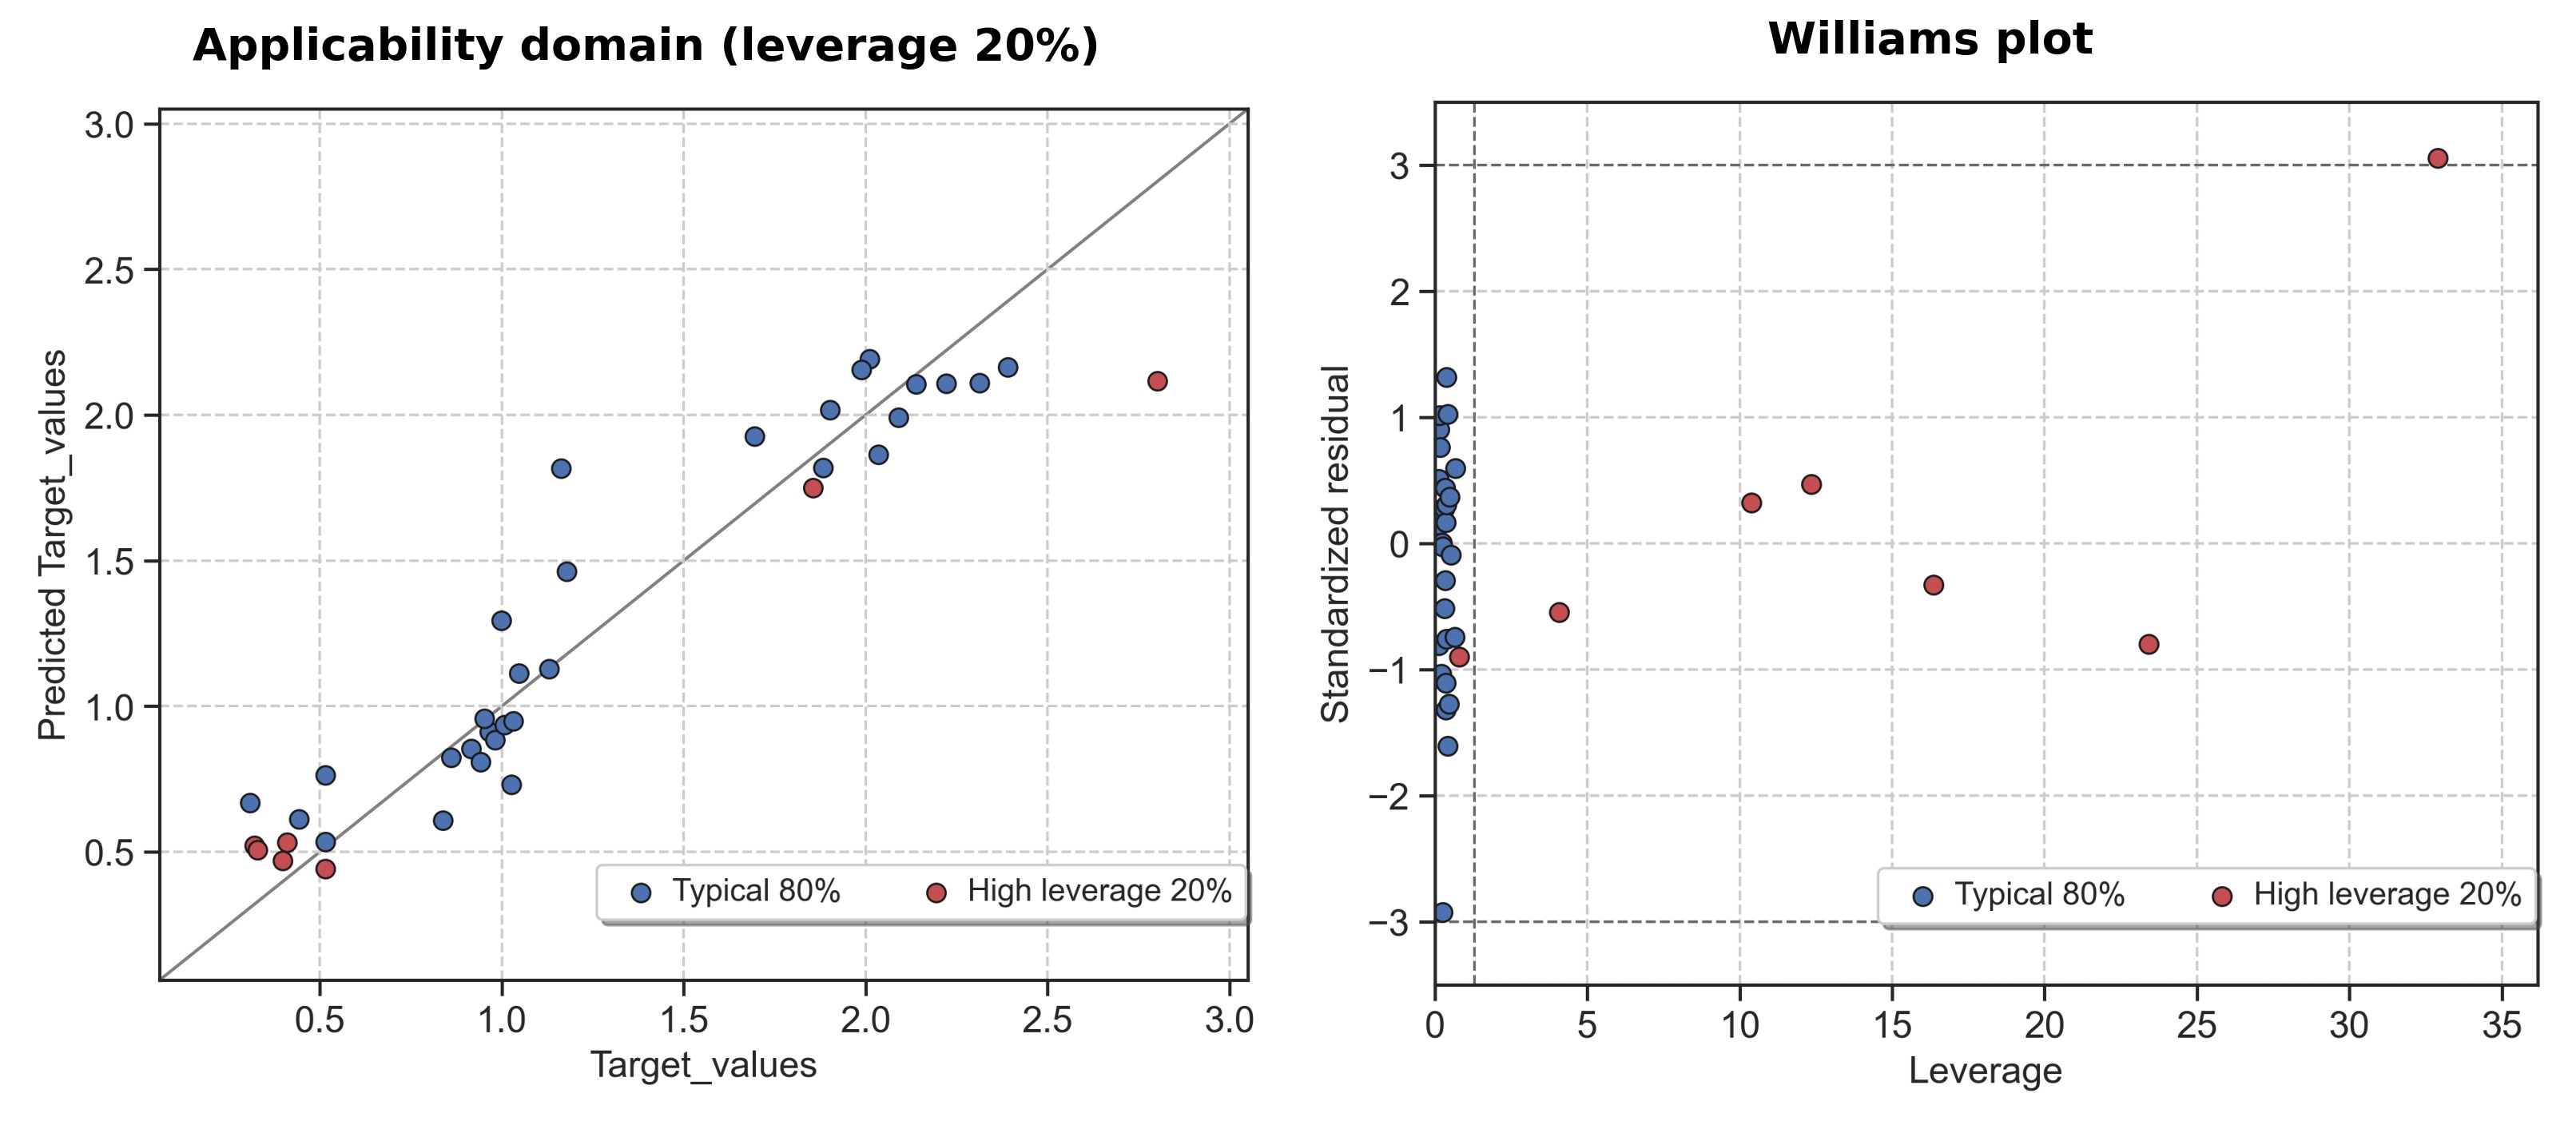 Applicability domain (leverage 20%)
3.0
2.5
2.0
1.5
1.0
0.5
Predicted Target_values
Typical 80%
High leverage 20%
0.5
1.0
1.5
2.0
2.5
3.0
Target_values
Williams plot
3
2
1
0
−1
−2
−3
Standardized residual
Typical 80%
High leverage 20%
0
5
10
15
20
25
30
35
Leverage